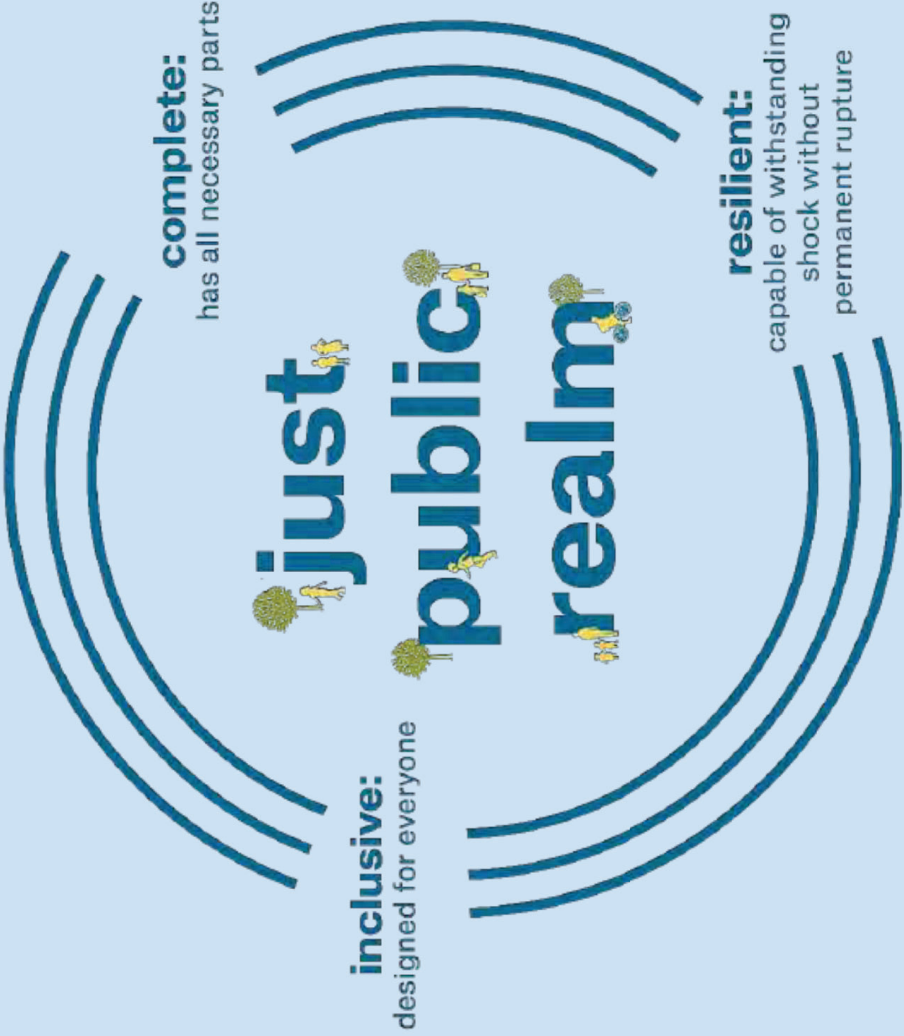 inclusive:
designed for everyone
complete:
has all necessary parts
just
public
realm
resilient:
capable of withstanding
shock without
permanent rupture